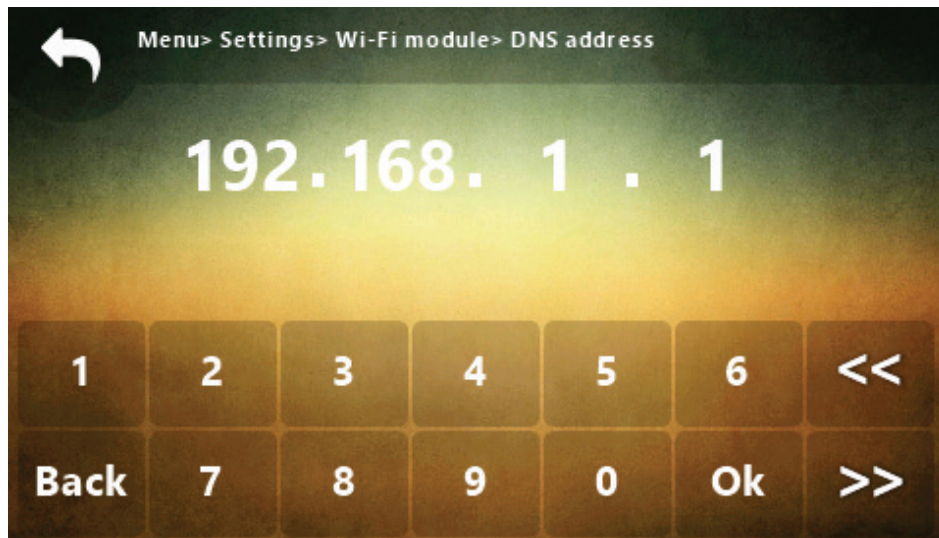 Menu> Settings> Wi-Fi module> DNS address
192.168. 1 . 1
1 2 3 4 5 6 <<
Back 7 8 9 0 Ok >>